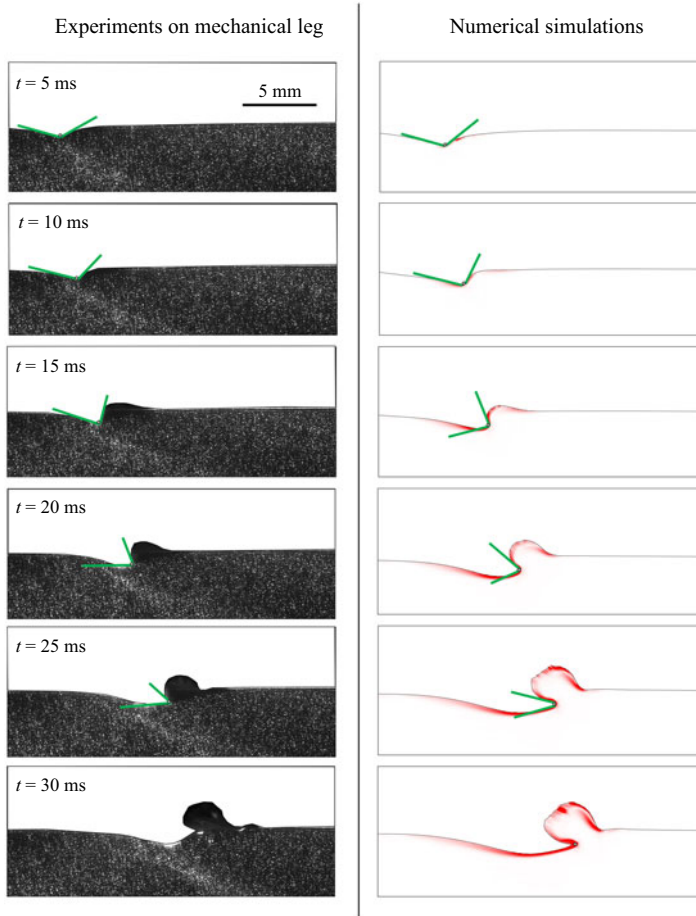 Experiments on mechanical leg
Numerical simulations
t = 5 ms
5 mm
t = 10 ms
t = 15 ms
t = 20 ms
t = 25 ms
t = 30 ms